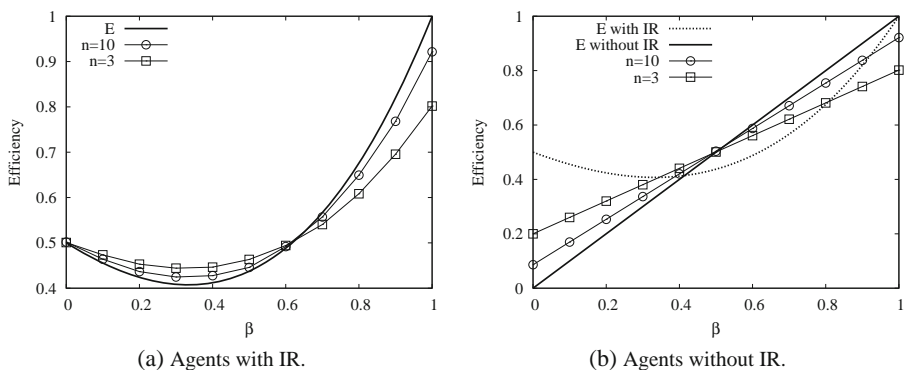 1
0.9
0.8
0.7
0.6
0.5
0.4
Efficiency
E
n=10
n=3
0 0.2 0.4 0.6 0.8 1
β
(a) Agents with IR.
1
0.8
0.6
0.4
0.2
0
Efficiency
E with IR
E without IR
n=10
n=3
0 0.2 0.4 0.6 0.8 1
β
(b) Agents without IR.